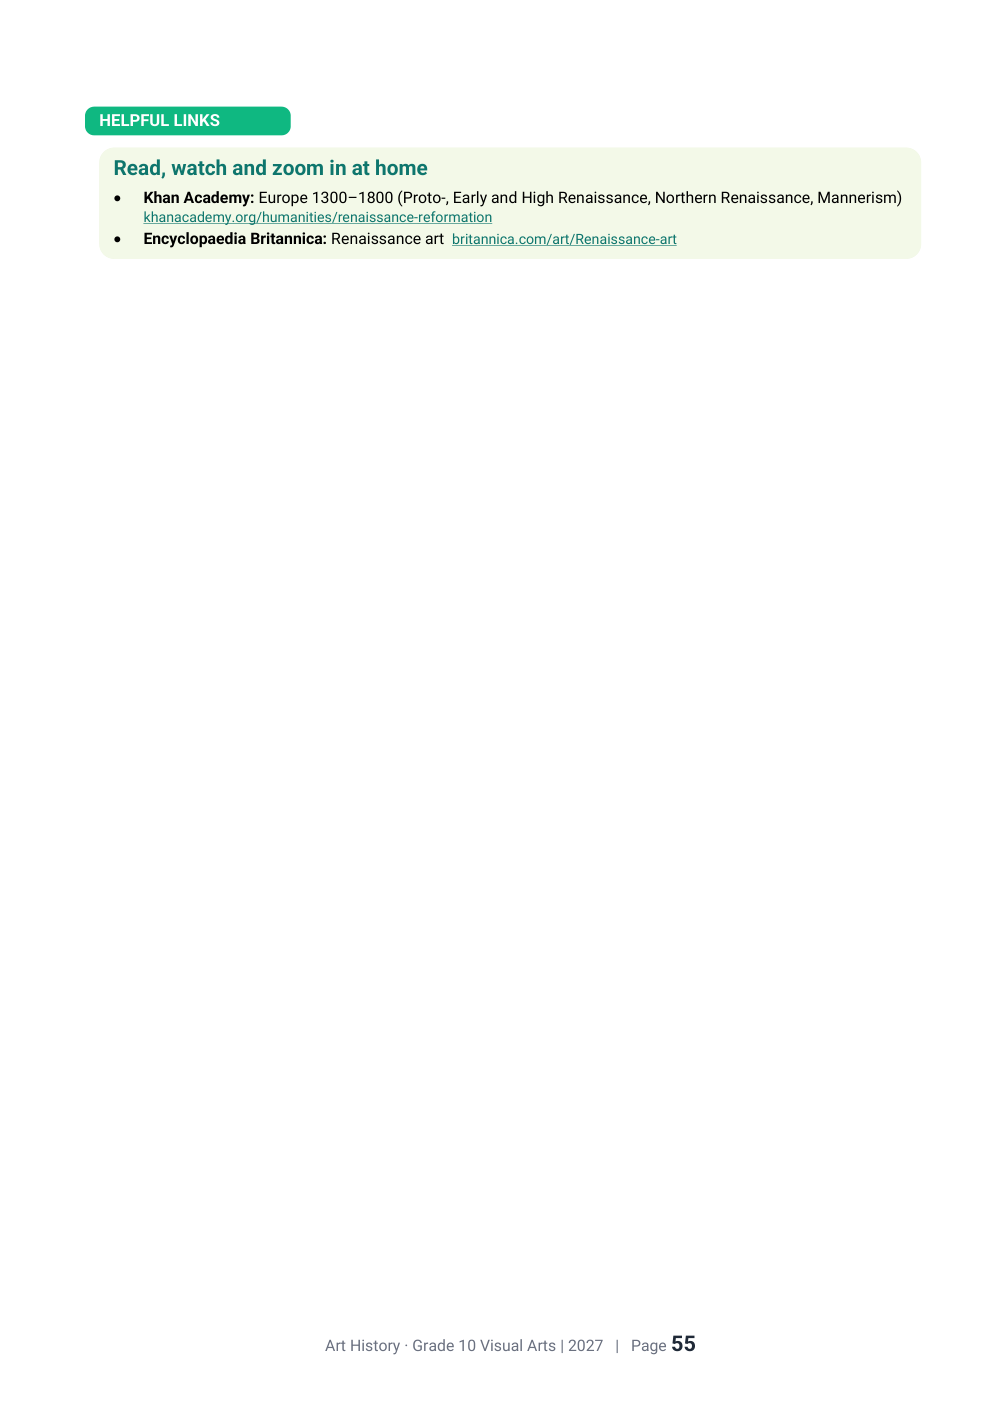 HELPFUL LINKS
Read, watch and zoom in at home
• Khan Academy: Europe 1300–1800 (Proto-, Early and High Renaissance, Northern Renaissance, Mannerism)
khanacademy.org/humanities/renaissance-reformation
• Encyclopaedia Britannica: Renaissance art britannica.com/art/Renaissance-art
Art History · Grade 10 Visual Arts | 2027 | Page 55